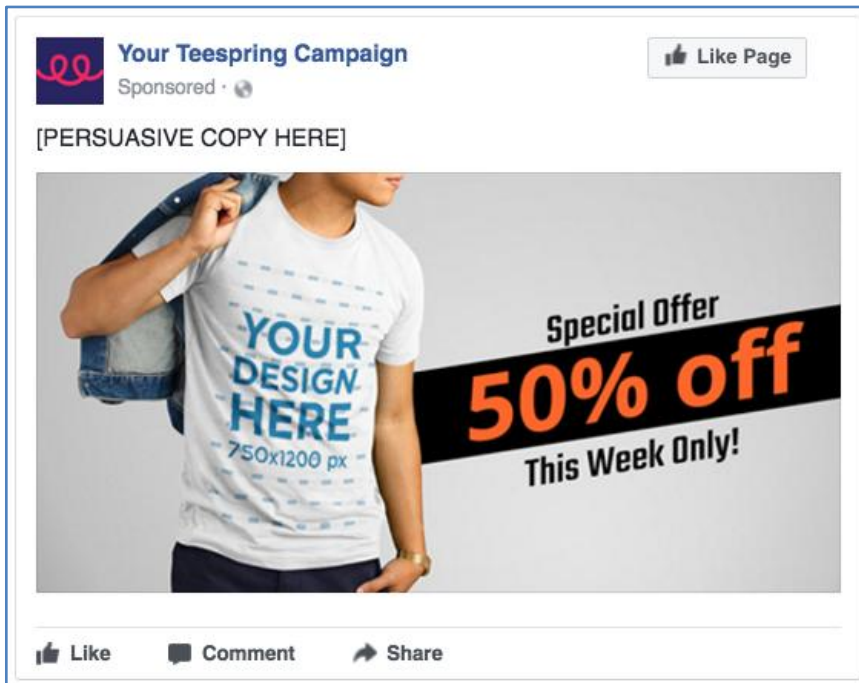 Your Teespring Campaign
Like Page
Sponsored ·
[PERSUASIVE COPY HERE]
YOUR
DESIGN
HERE
750x1200 px
Special Offer
50% off
This Week Only!
Like
Comment
Share